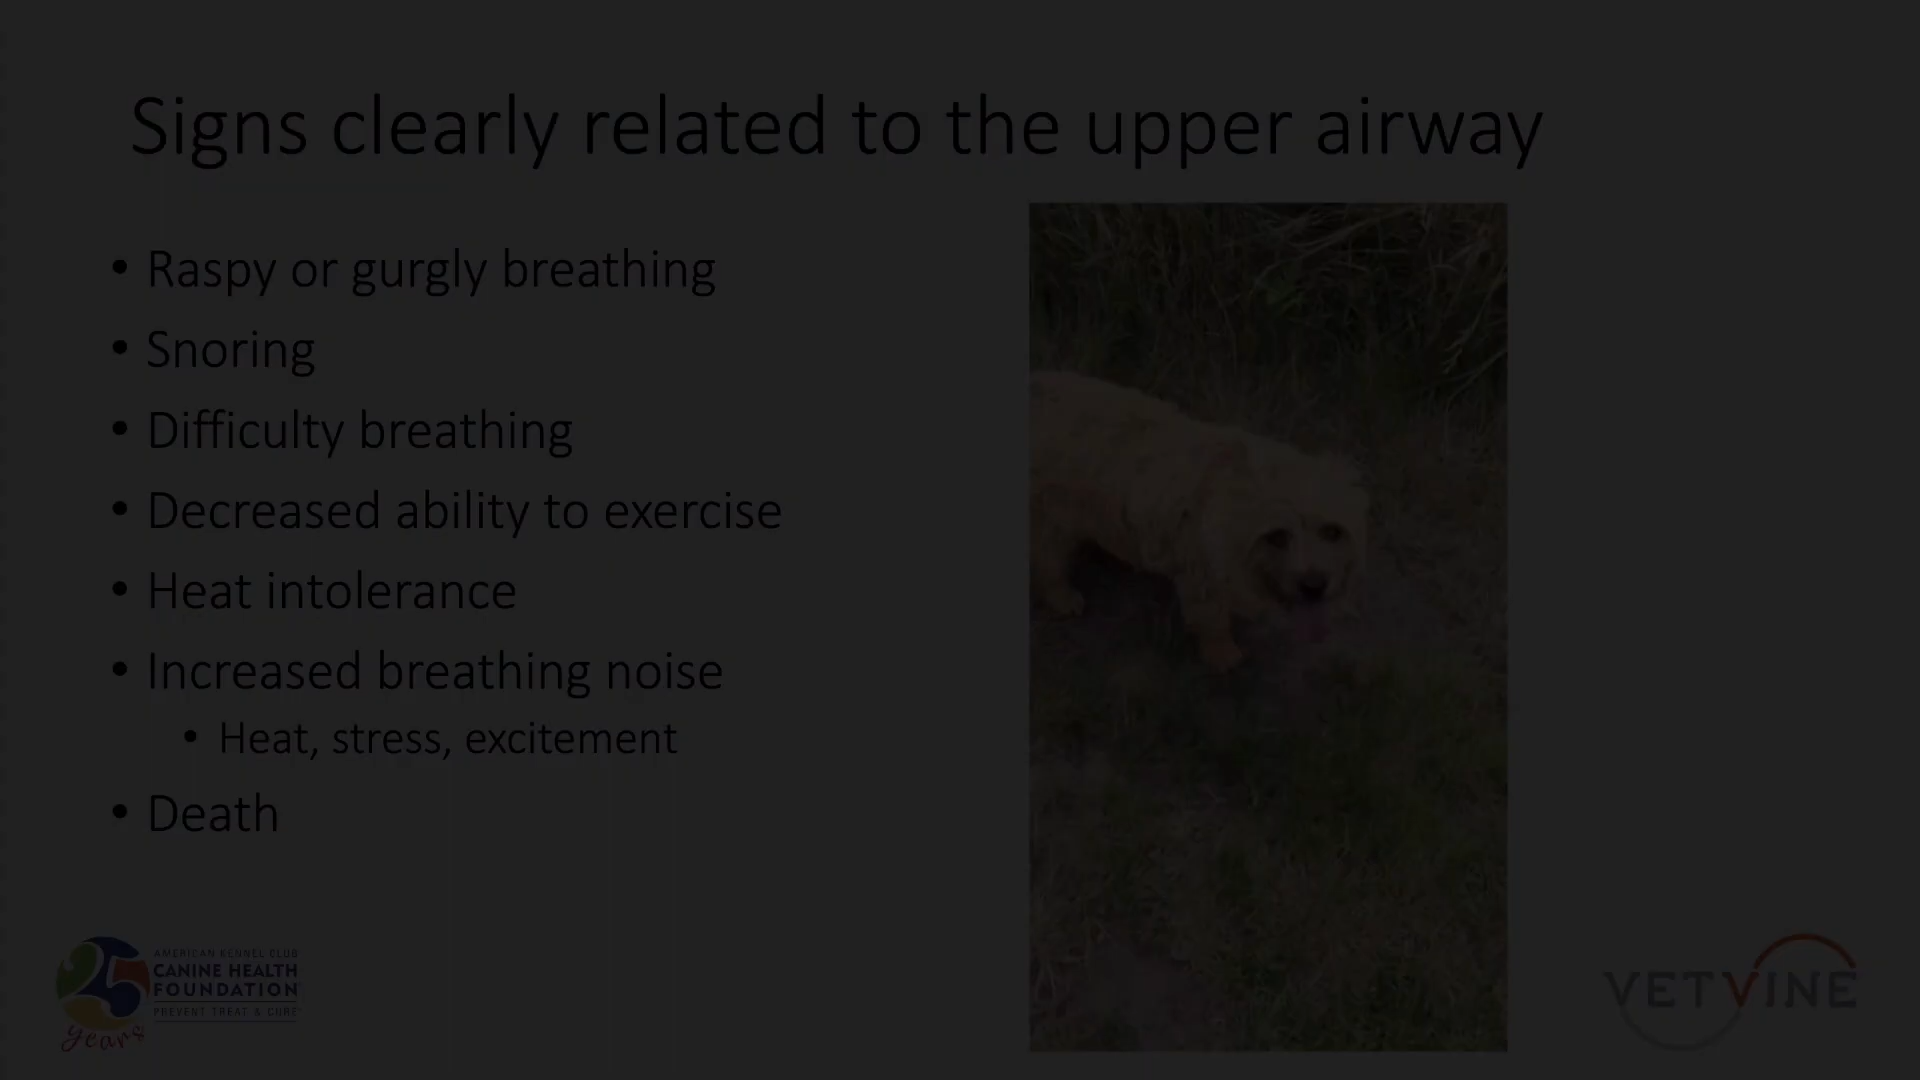 Signs clearly related to the upper airway
• Raspy or gurgly breathing
• Snoring
• Difficulty breathing
• Decreased ability to exercise
• Heat intolerance
• Increased breathing noise
• Heat, stress, excitement
• Death
25 years
AMERICAN KENNEL CLUB
CANINE HEALTH
FOUNDATION
PREVENT TREAT & CURE
VETVINE